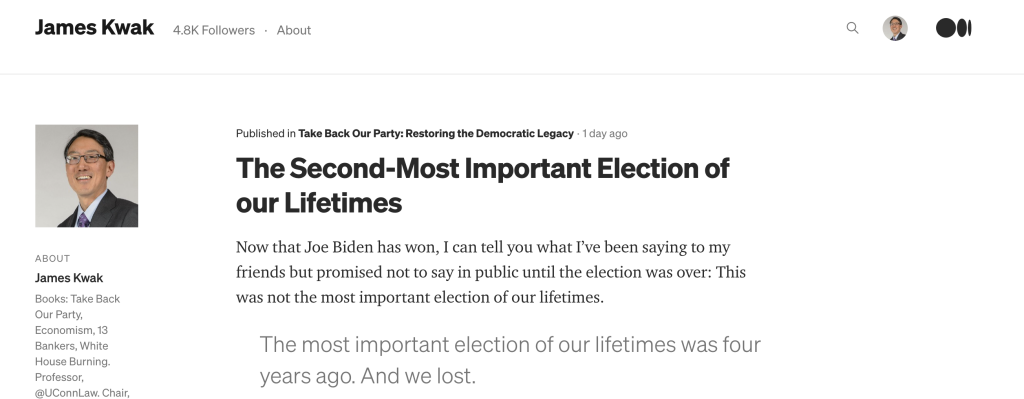 James Kwak 4.8K Followers · About
Published in Take Back Our Party: Restoring the Democratic Legacy · 1 day ago
The Second-Most Important Election of
our Lifetimes
Now that Joe Biden has won, I can tell you what I’ve been saying to my
friends but promised not to say in public until the election was over: This
was not the most important election of our lifetimes.
The most important election of our lifetimes was four
years ago. And we lost.
ABOUT
James Kwak
Books: Take Back
Our Party,
Economism, 13
Bankers, White
House Burning.
Professor,
@UConnLaw. Chair,